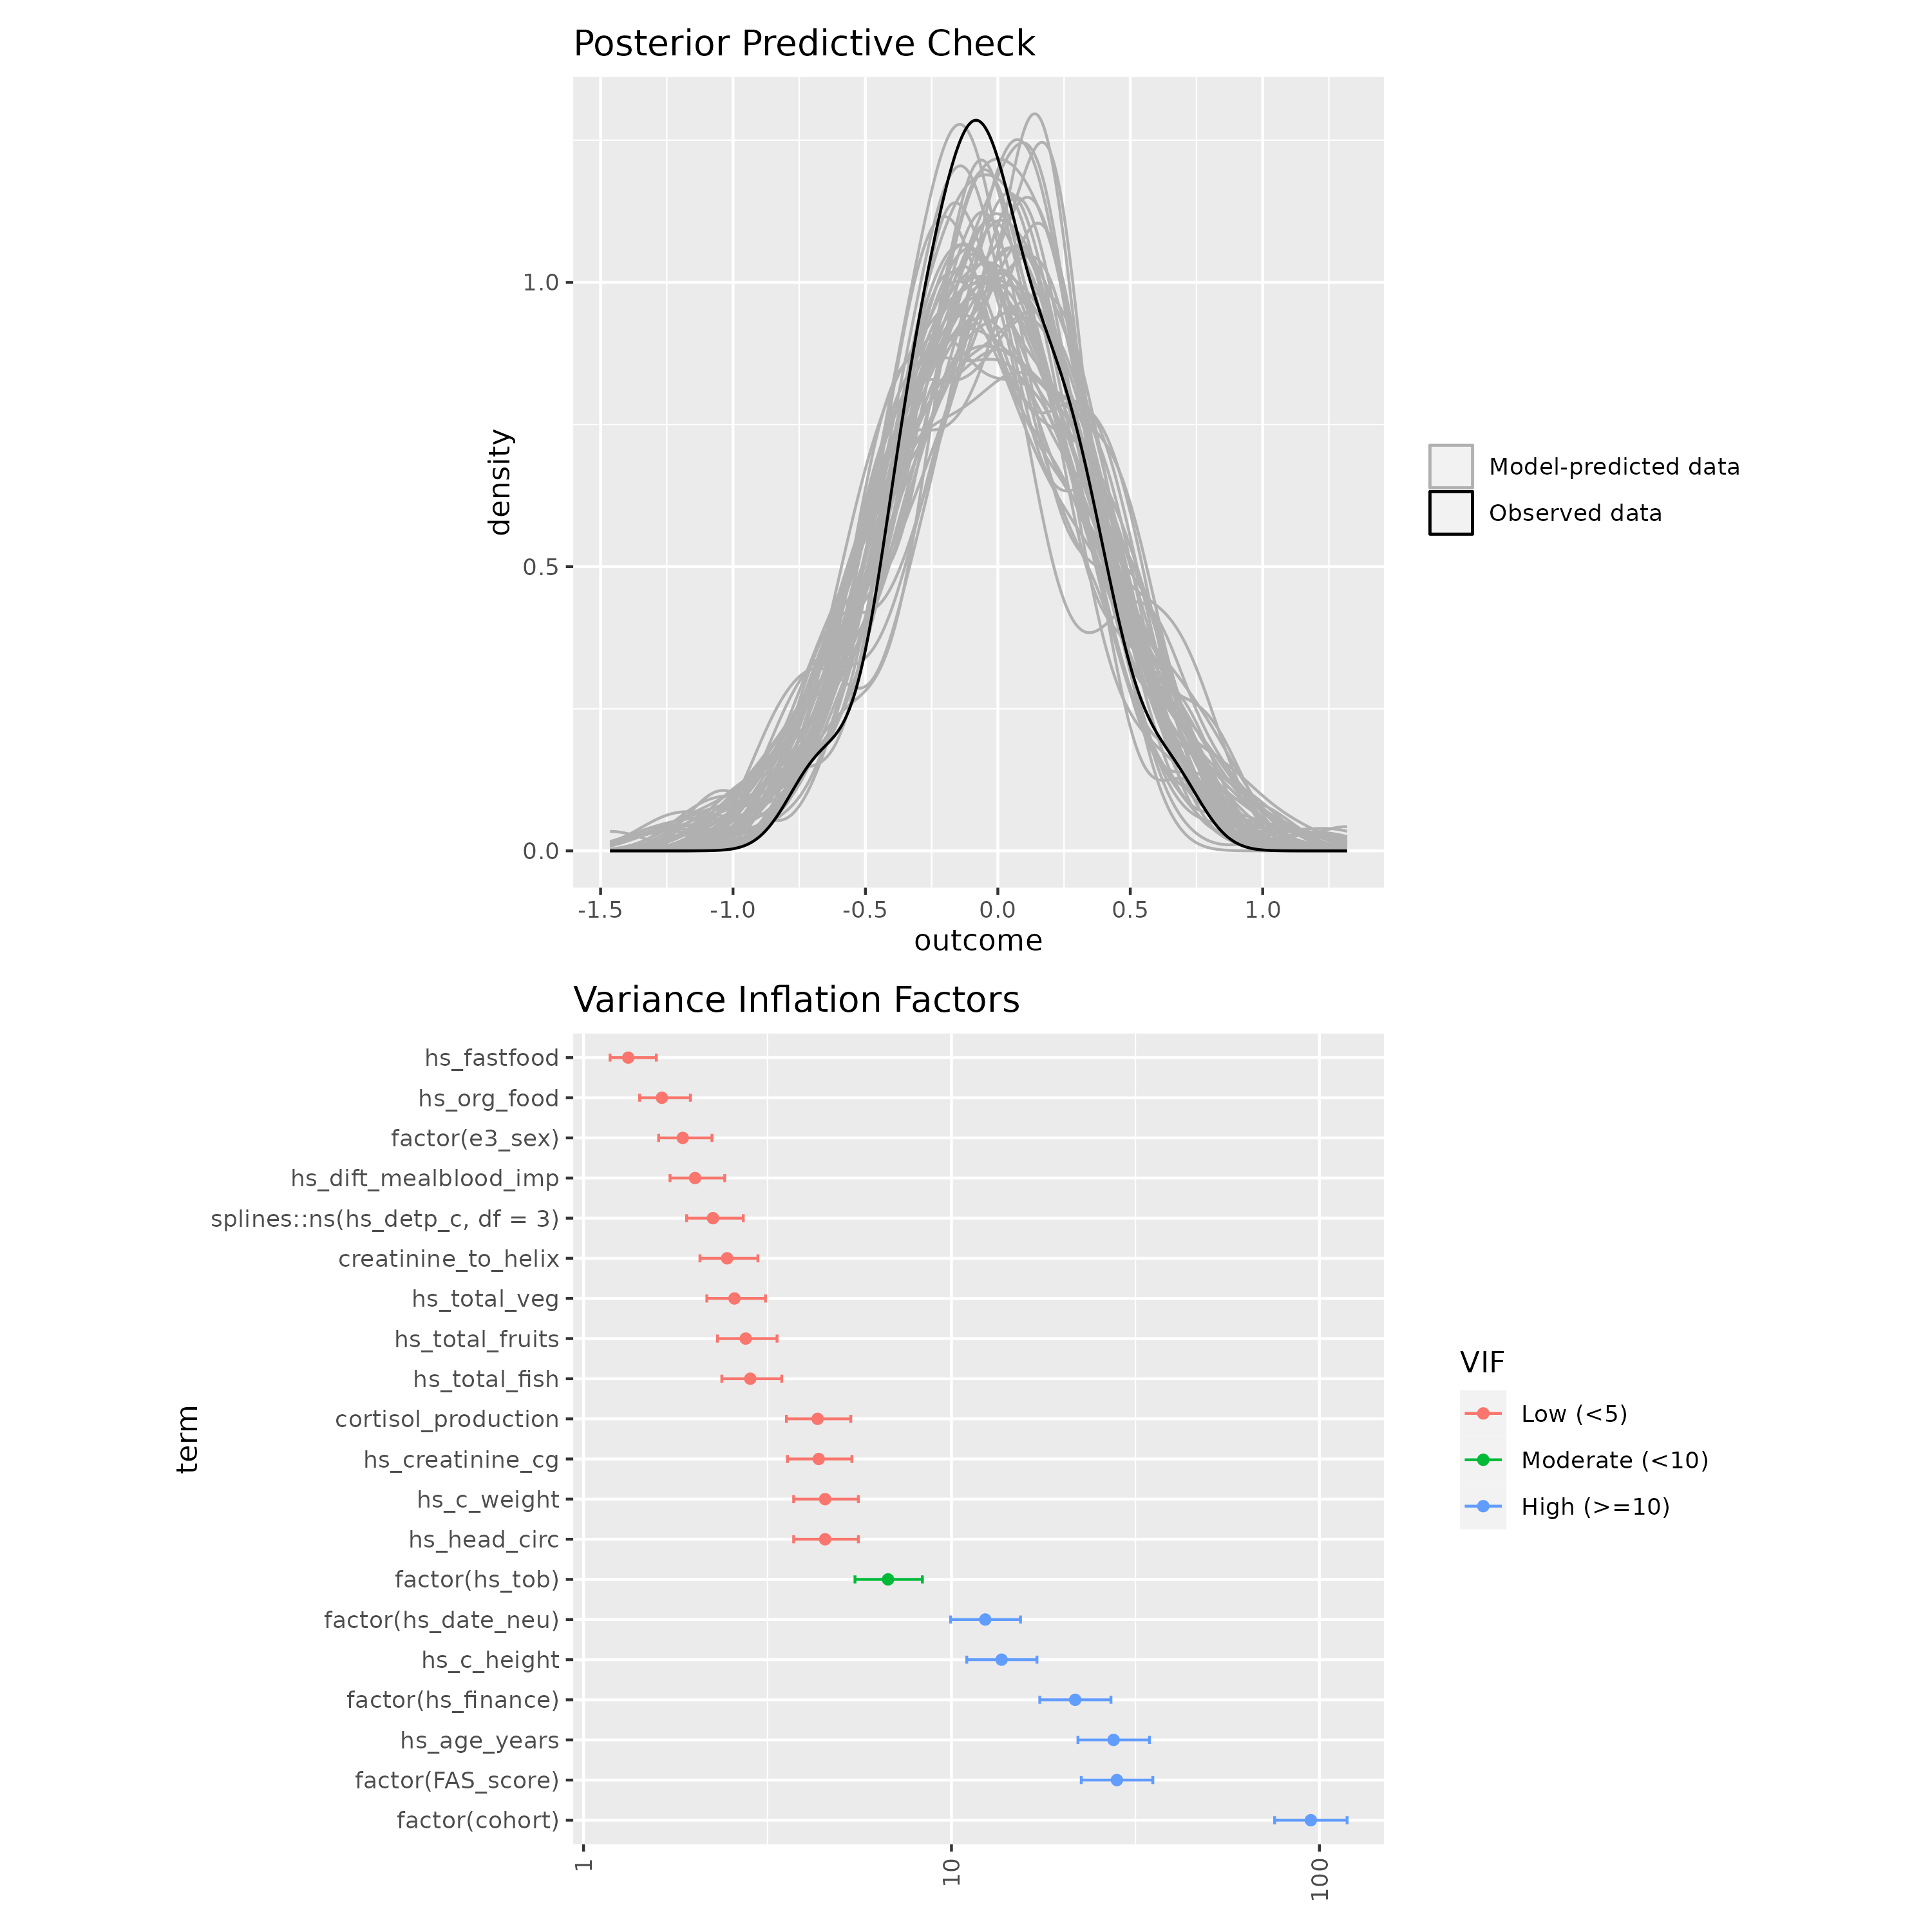 Posterior Predictive Check
density
1.0
0.5
0.0
-1.5 -1.0 -0.5 0.0 0.5 1.0
outcome
Model-predicted data
Observed data
Variance Inflation Factors
term
hs_fastfood
hs_org_food
factor(e3_sex)
hs_dift_mealblood_imp
splines::ns(hs_detp_c, df = 3)
creatinine_to_helix
hs_total_veg
hs_total_fruits
hs_total_fish
cortisol_production
hs_creatinine_cg
hs_c_weight
hs_head_circ
factor(hs_tob)
factor(hs_date_neu)
hs_c_height
factor(hs_finance)
hs_age_years
factor(FAS_score)
factor(cohort)
1 10 100
VIF
Low (<5)
Moderate (<10)
High (>=10)